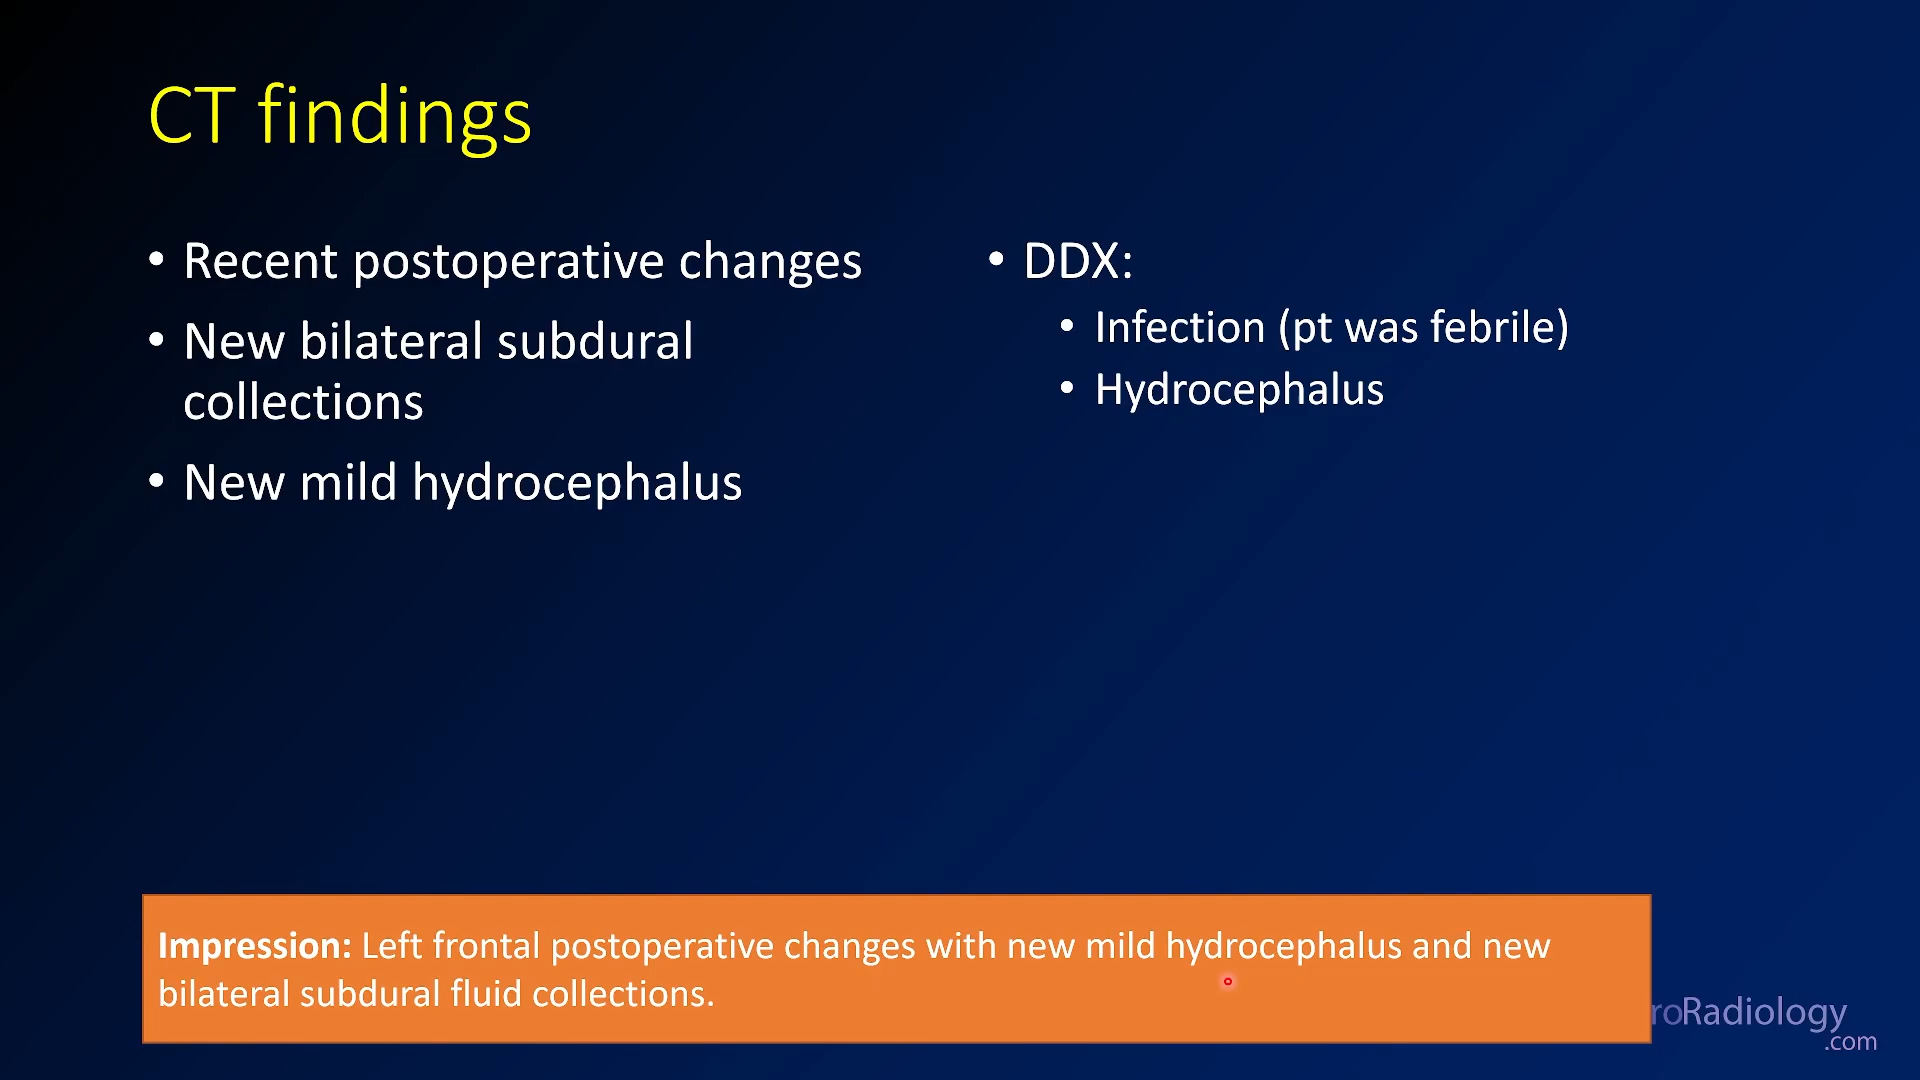 CT findings
• Recent postoperative changes
• New bilateral subdural
collections
• New mild hydrocephalus
• DDX:
• Infection (pt was febrile)
• Hydrocephalus
Impression: Left frontal postoperative changes with new mild hydrocephalus and new
bilateral subdural fluid collections.
roRadiology
.com